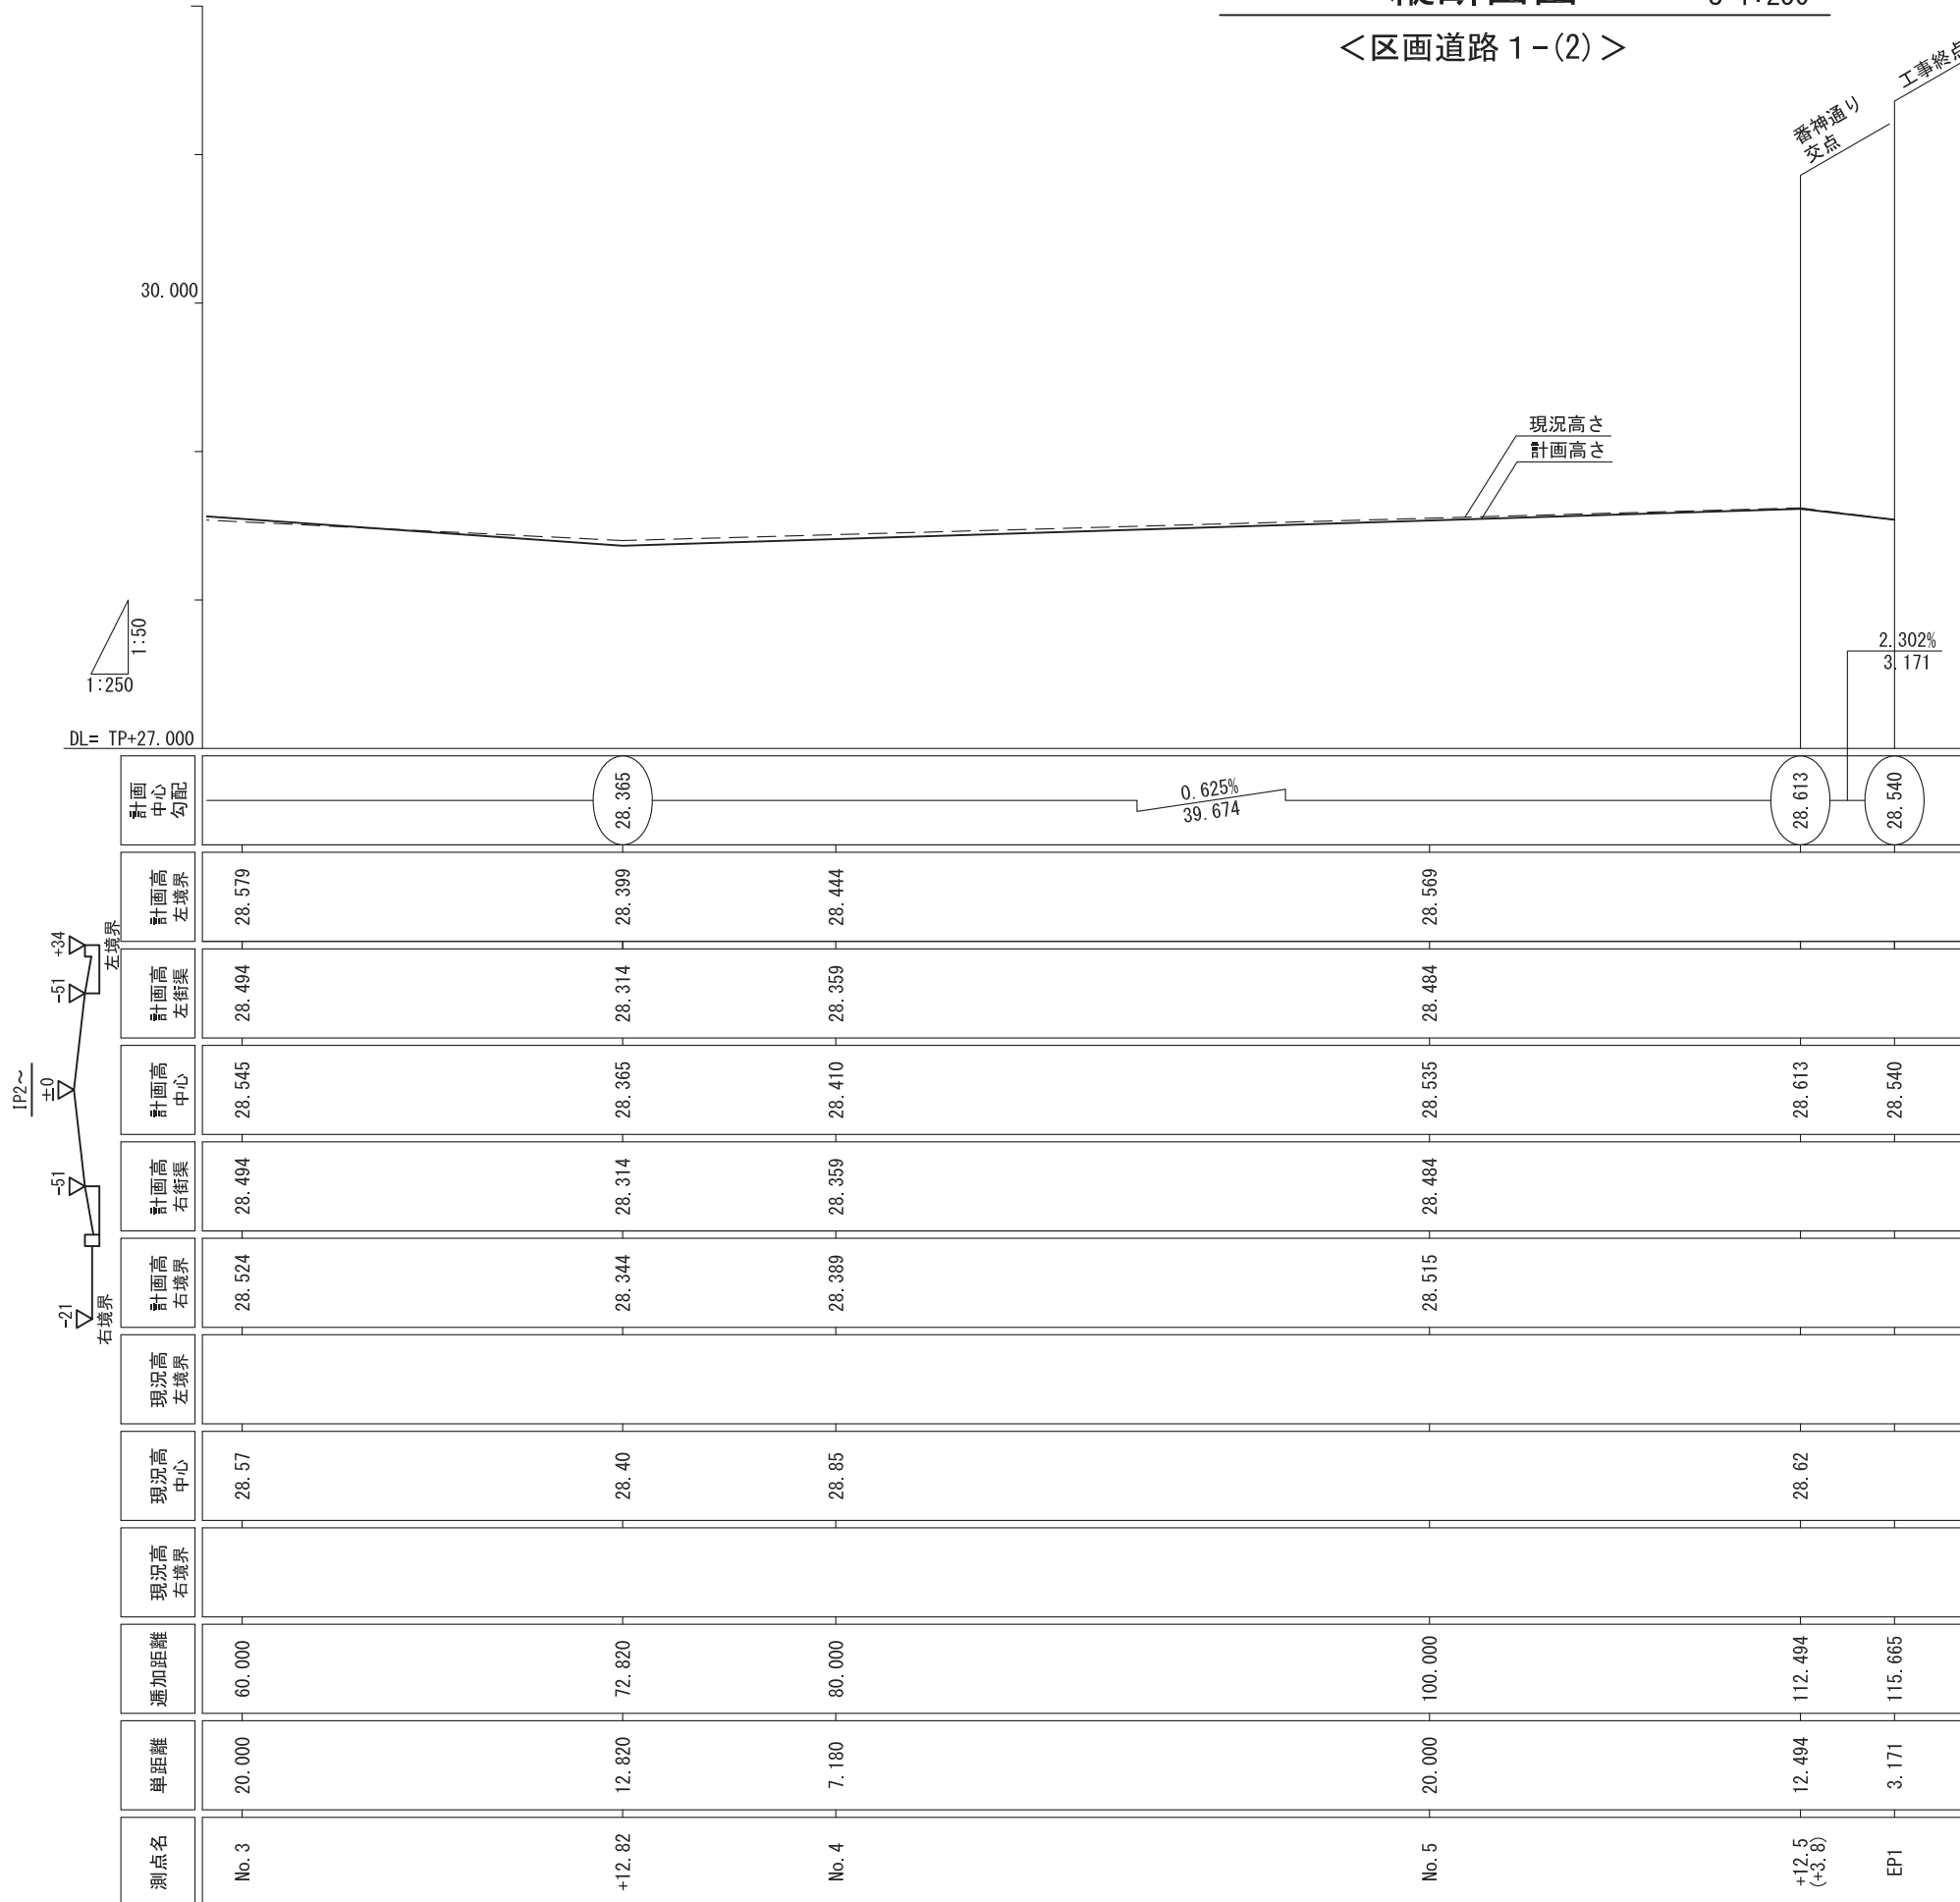 縦断面図 S=1:250
＜区画道路１−(2)＞
工事終点
番神通り
交点
30.000
現況高さ
計画高さ
1:50
1:250
2.302%
3.171
DL= TP+27.000
計画
中心
勾配
28.365
0.625%
39.674
28.613
28.540
計画高
左境界
28.579
28.399
28.444
28.569
+34
左境界
-51
計画高
左街渠
28.494
28.314
28.359
28.484
IP2～
±0
計画高
中心
28.545
28.365
28.410
28.535
28.613
28.540
-51
計画高
右街渠
28.494
28.314
28.359
28.484
計画高
右境界
28.524
28.344
28.389
28.515
-21
右境界
現況高
左境界
現況高
中心
28.57
28.40
28.85
28.62
現況高
右境界
逓加距離
60.000
72.820
80.000
100.000
112.494
115.665
単距離
20.000
12.820
7.180
20.000
12.494
3.171
測点名
No.3
+12.82
No.4
No.5
+12.5
(+3.8)
EP1